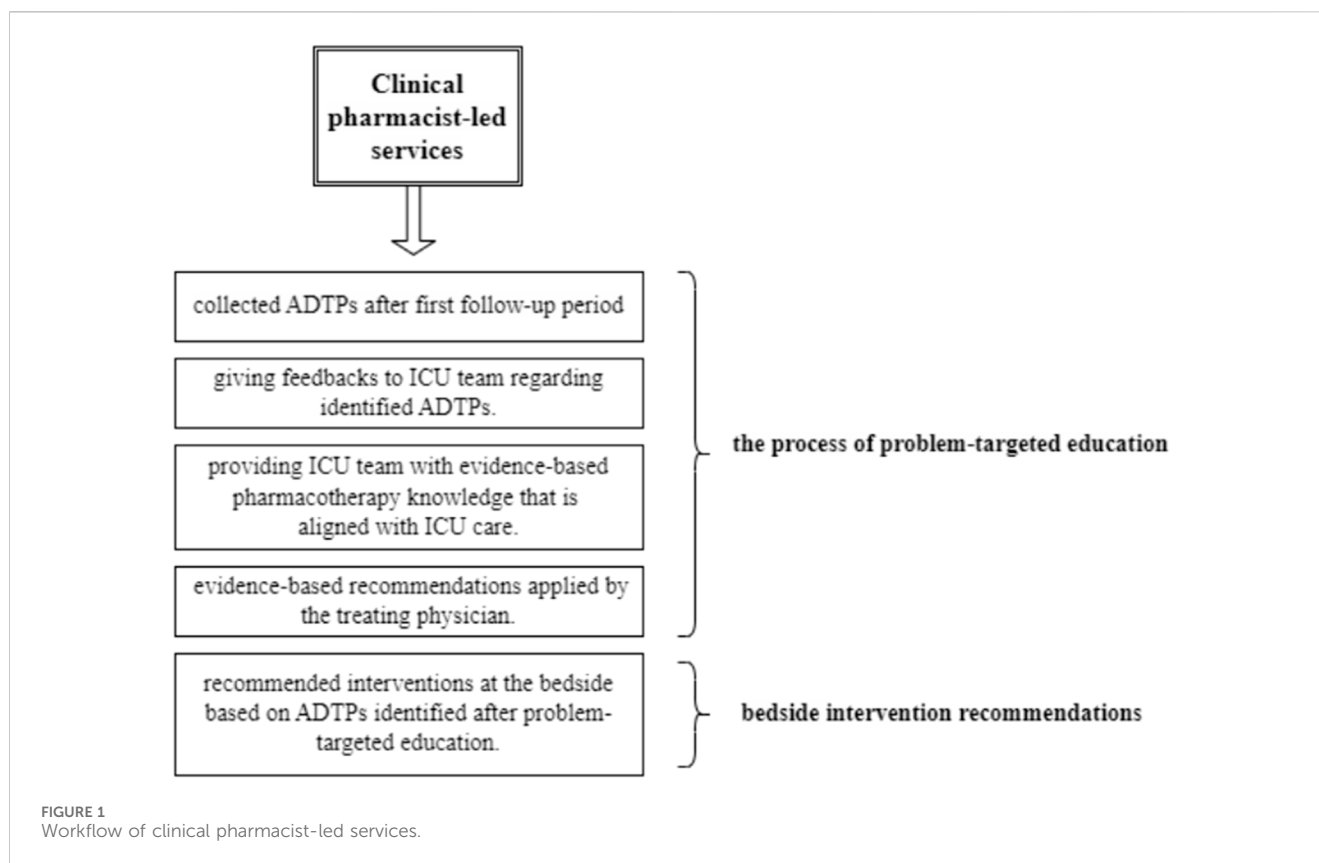 Clinical
pharmacist-led
services
collected ADTPs after first follow-up period
giving feedbacks to ICU team regarding
identified ADTPs.
providing ICU team with evidence-based
pharmacotherapy knowledge that is
aligned with ICU care.
evidence-based recommendations applied by
the treating physician.
the process of problem-targeted education
recommended interventions at the bedside
based on ADTPs identified after problem-
targeted education.
bedside intervention recommendations
FIGURE 1
Workflow of clinical pharmacist-led services.